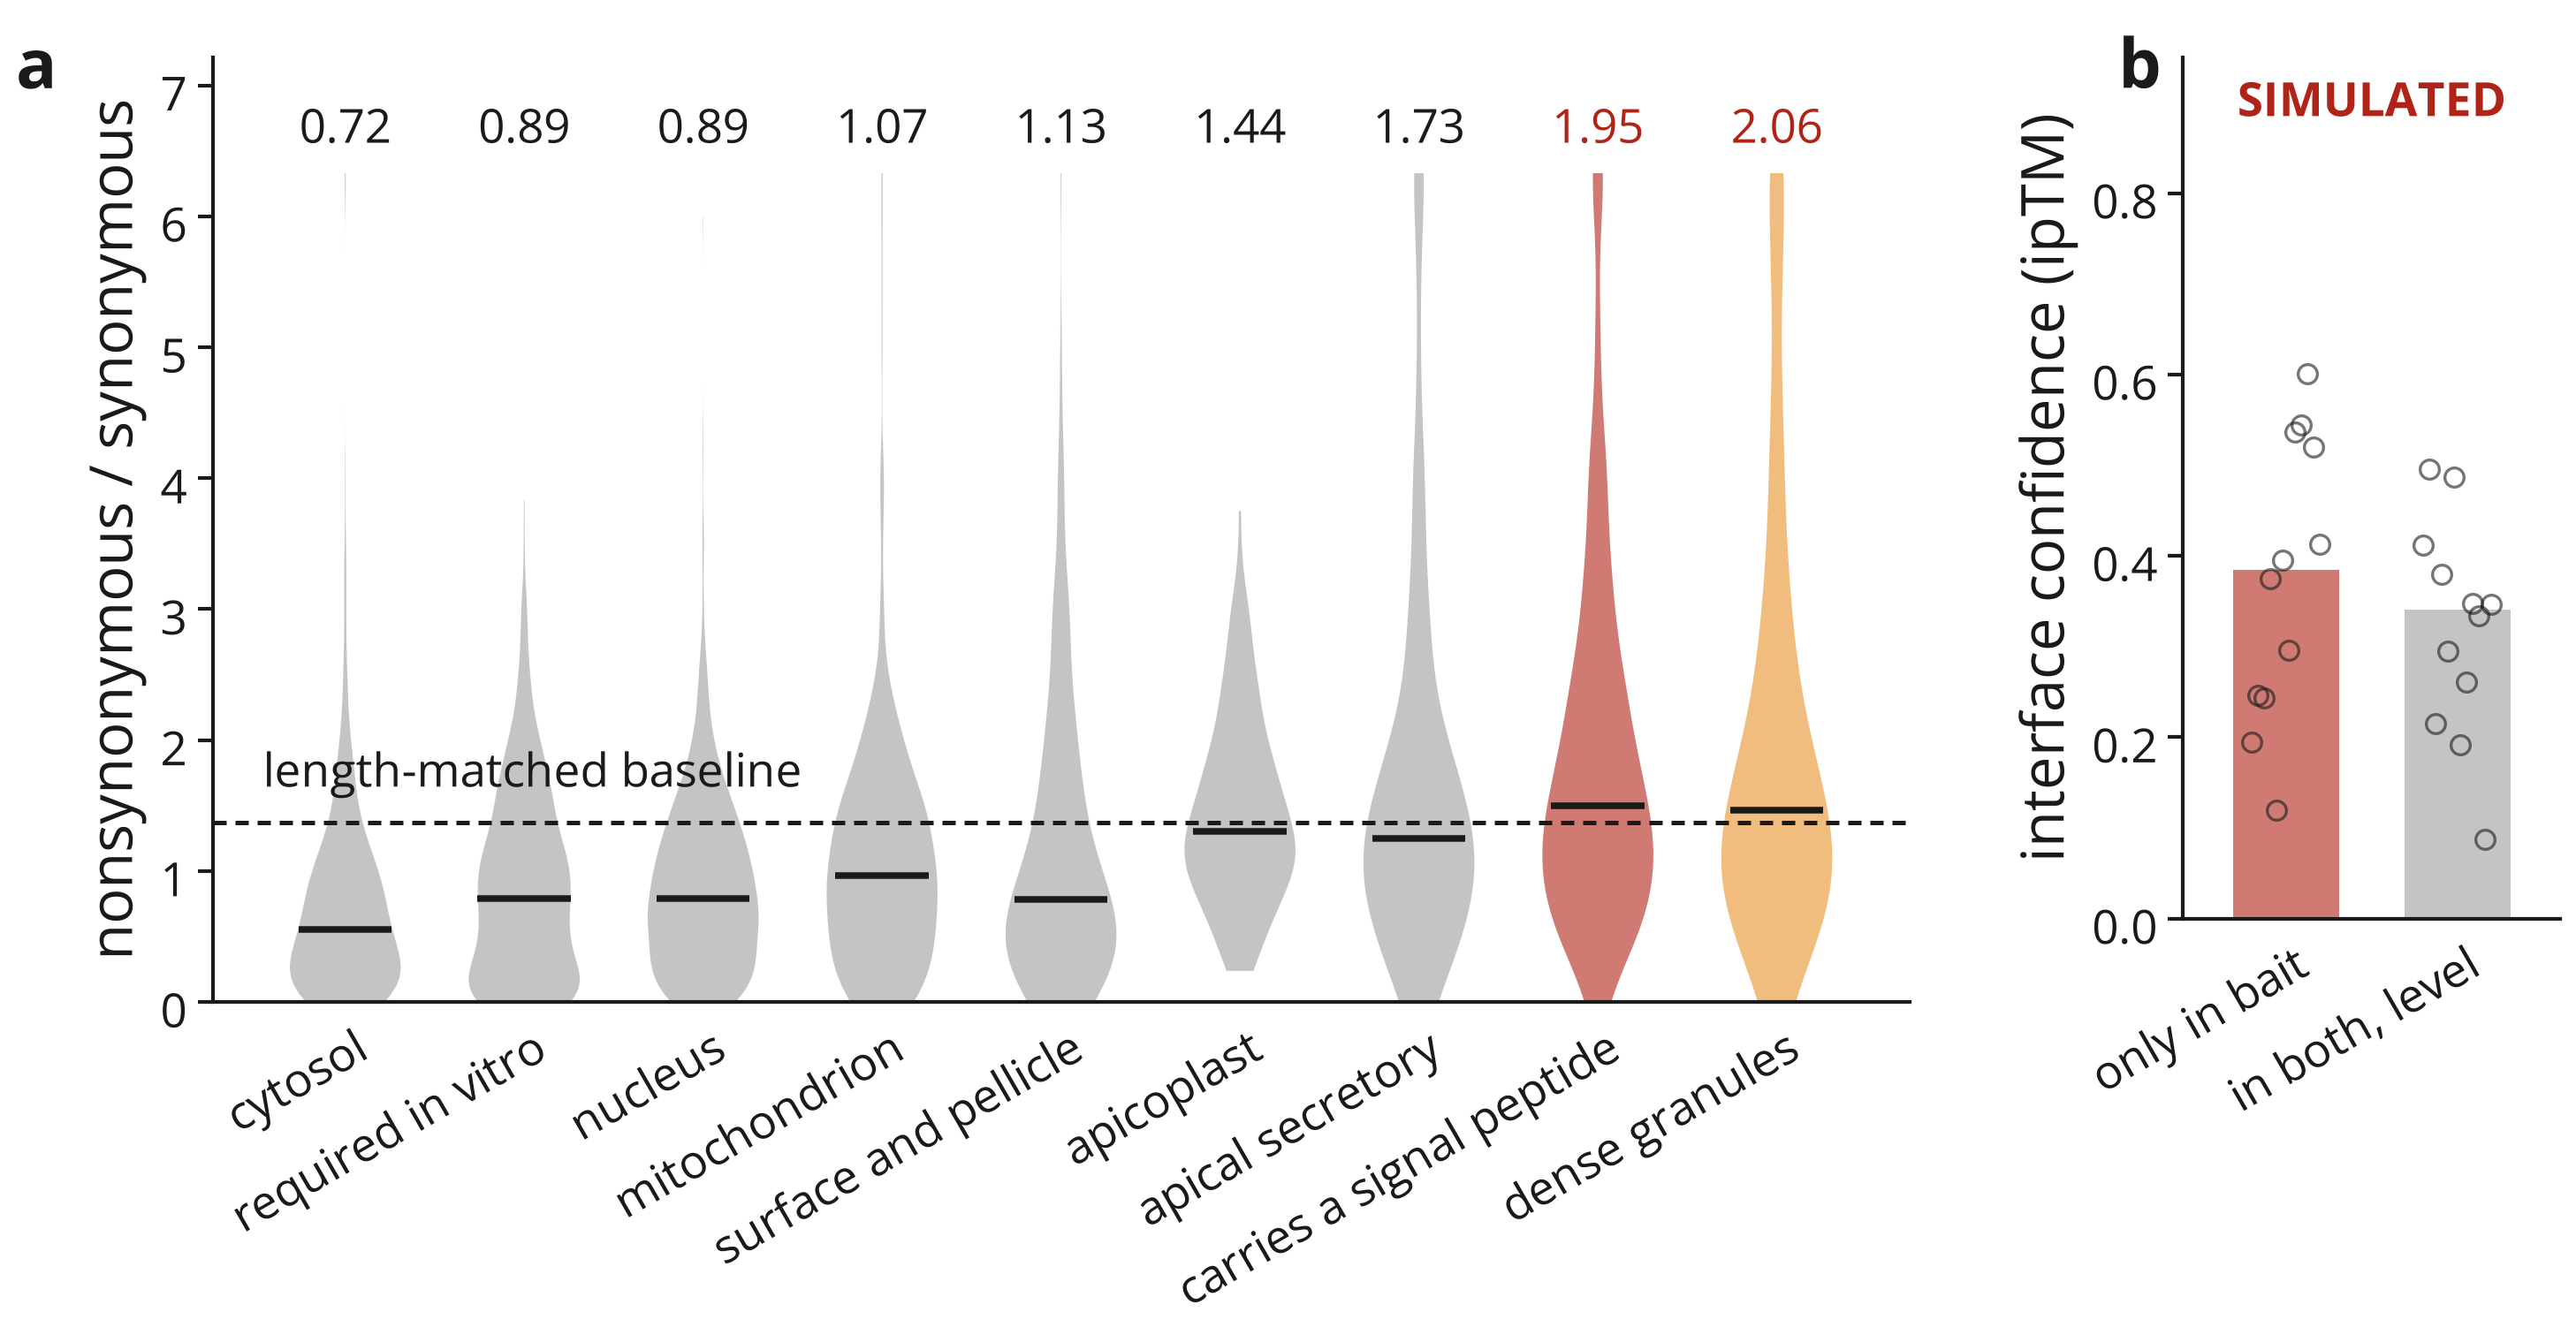 a
nonsynonymous / synonymous
7
6
5
4
3
2
1
0
0.72 0.89 0.89 1.07 1.13 1.44 1.73 1.95 2.06
length-matched baseline
cytosol
required in vitro
nucleus
mitochondrion
surface and pellicle
apicoplast
apical secretory
carries a signal peptide
dense granules
b
SIMULATED
interface confidence (ipTM)
0.8
0.6
0.4
0.2
0.0
only in bait
in both, level